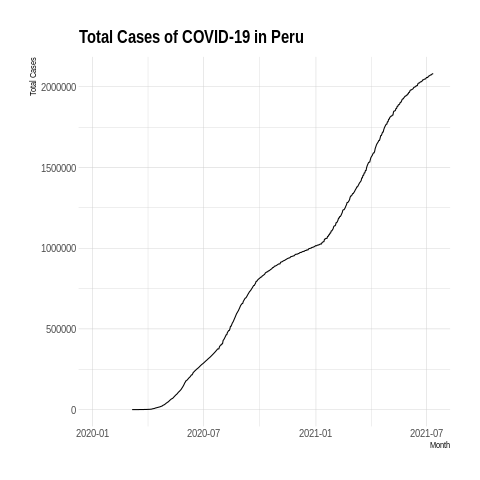 Total Cases of COVID-19 in Peru
Total Cases
2000000
1500000
1000000
500000
0
2020-01 2020-07 2021-01 2021-07
Month